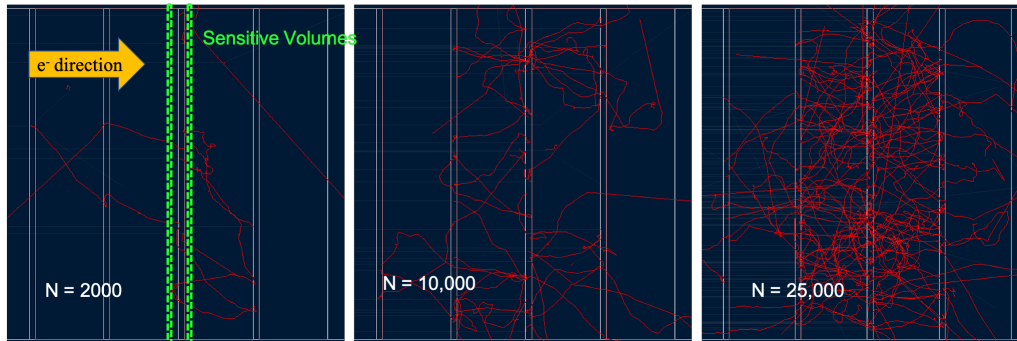 Sensitive Volumes
e- direction
N = 2000
N = 10,000
N = 25,000